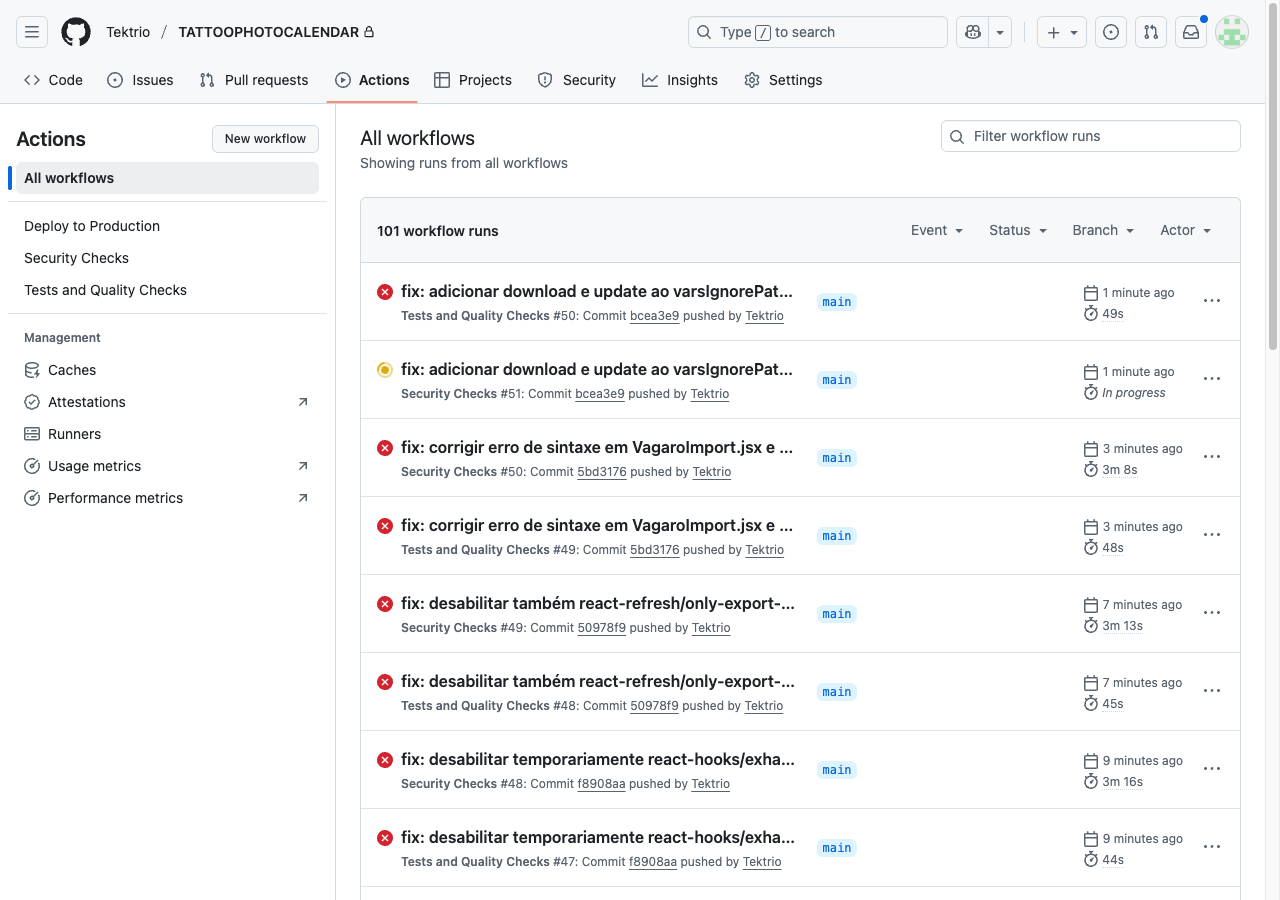 Tektrio / TATTOOPHOTOCALENDAR
Type / to search
Code
Issues
Pull requests
Actions
Projects
Security
Insights
Settings
Actions
New workflow
All workflows
Deploy to Production
Security Checks
Tests and Quality Checks
Management
Caches
Attestations
Runners
Usage metrics
Performance metrics
All workflows
Showing runs from all workflows
Filter workflow runs
101 workflow runs
Event
Status
Branch
Actor
fix: adicionar download e update ao varsIgnorePat...
Tests and Quality Checks #50: Commit bcea3e9 pushed by Tektrio
main
1 minute ago
49s
fix: adicionar download e update ao varsIgnorePat...
Security Checks #51: Commit bcea3e9 pushed by Tektrio
main
1 minute ago
In progress
fix: corrigir erro de sintaxe em VagaroImport.jsx e ...
Security Checks #50: Commit 5bd3176 pushed by Tektrio
main
3 minutes ago
3m 8s
fix: corrigir erro de sintaxe em VagaroImport.jsx e ...
Tests and Quality Checks #49: Commit 5bd3176 pushed by Tektrio
main
3 minutes ago
48s
fix: desabilitar também react-refresh/only-export-...
Security Checks #49: Commit 50978f9 pushed by Tektrio
main
7 minutes ago
3m 13s
fix: desabilitar também react-refresh/only-export-...
Tests and Quality Checks #48: Commit 50978f9 pushed by Tektrio
main
7 minutes ago
45s
fix: desabilitar temporariamente react-hooks/exha...
Security Checks #48: Commit f8908aa pushed by Tektrio
main
9 minutes ago
3m 16s
fix: desabilitar temporariamente react-hooks/exha...
Tests and Quality Checks #47: Commit f8908aa pushed by Tektrio
main
9 minutes ago
44s